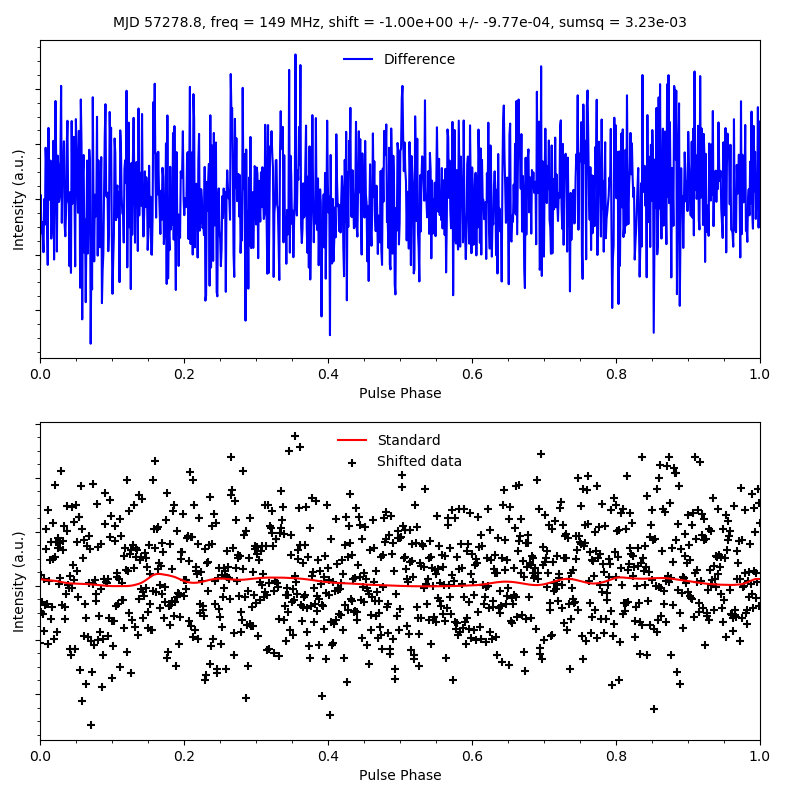 MJD 57278.8, freq = 149 MHz, shift = -1.00e+00 +/- -9.77e-04, sumsq = 3.23e-03
Difference
Intensity (a.u.)
0.0 0.2 0.4 0.6 0.8 1.0
Pulse Phase
Standard
Shifted data
Intensity (a.u.)
0.0 0.2 0.4 0.6 0.8 1.0
Pulse Phase